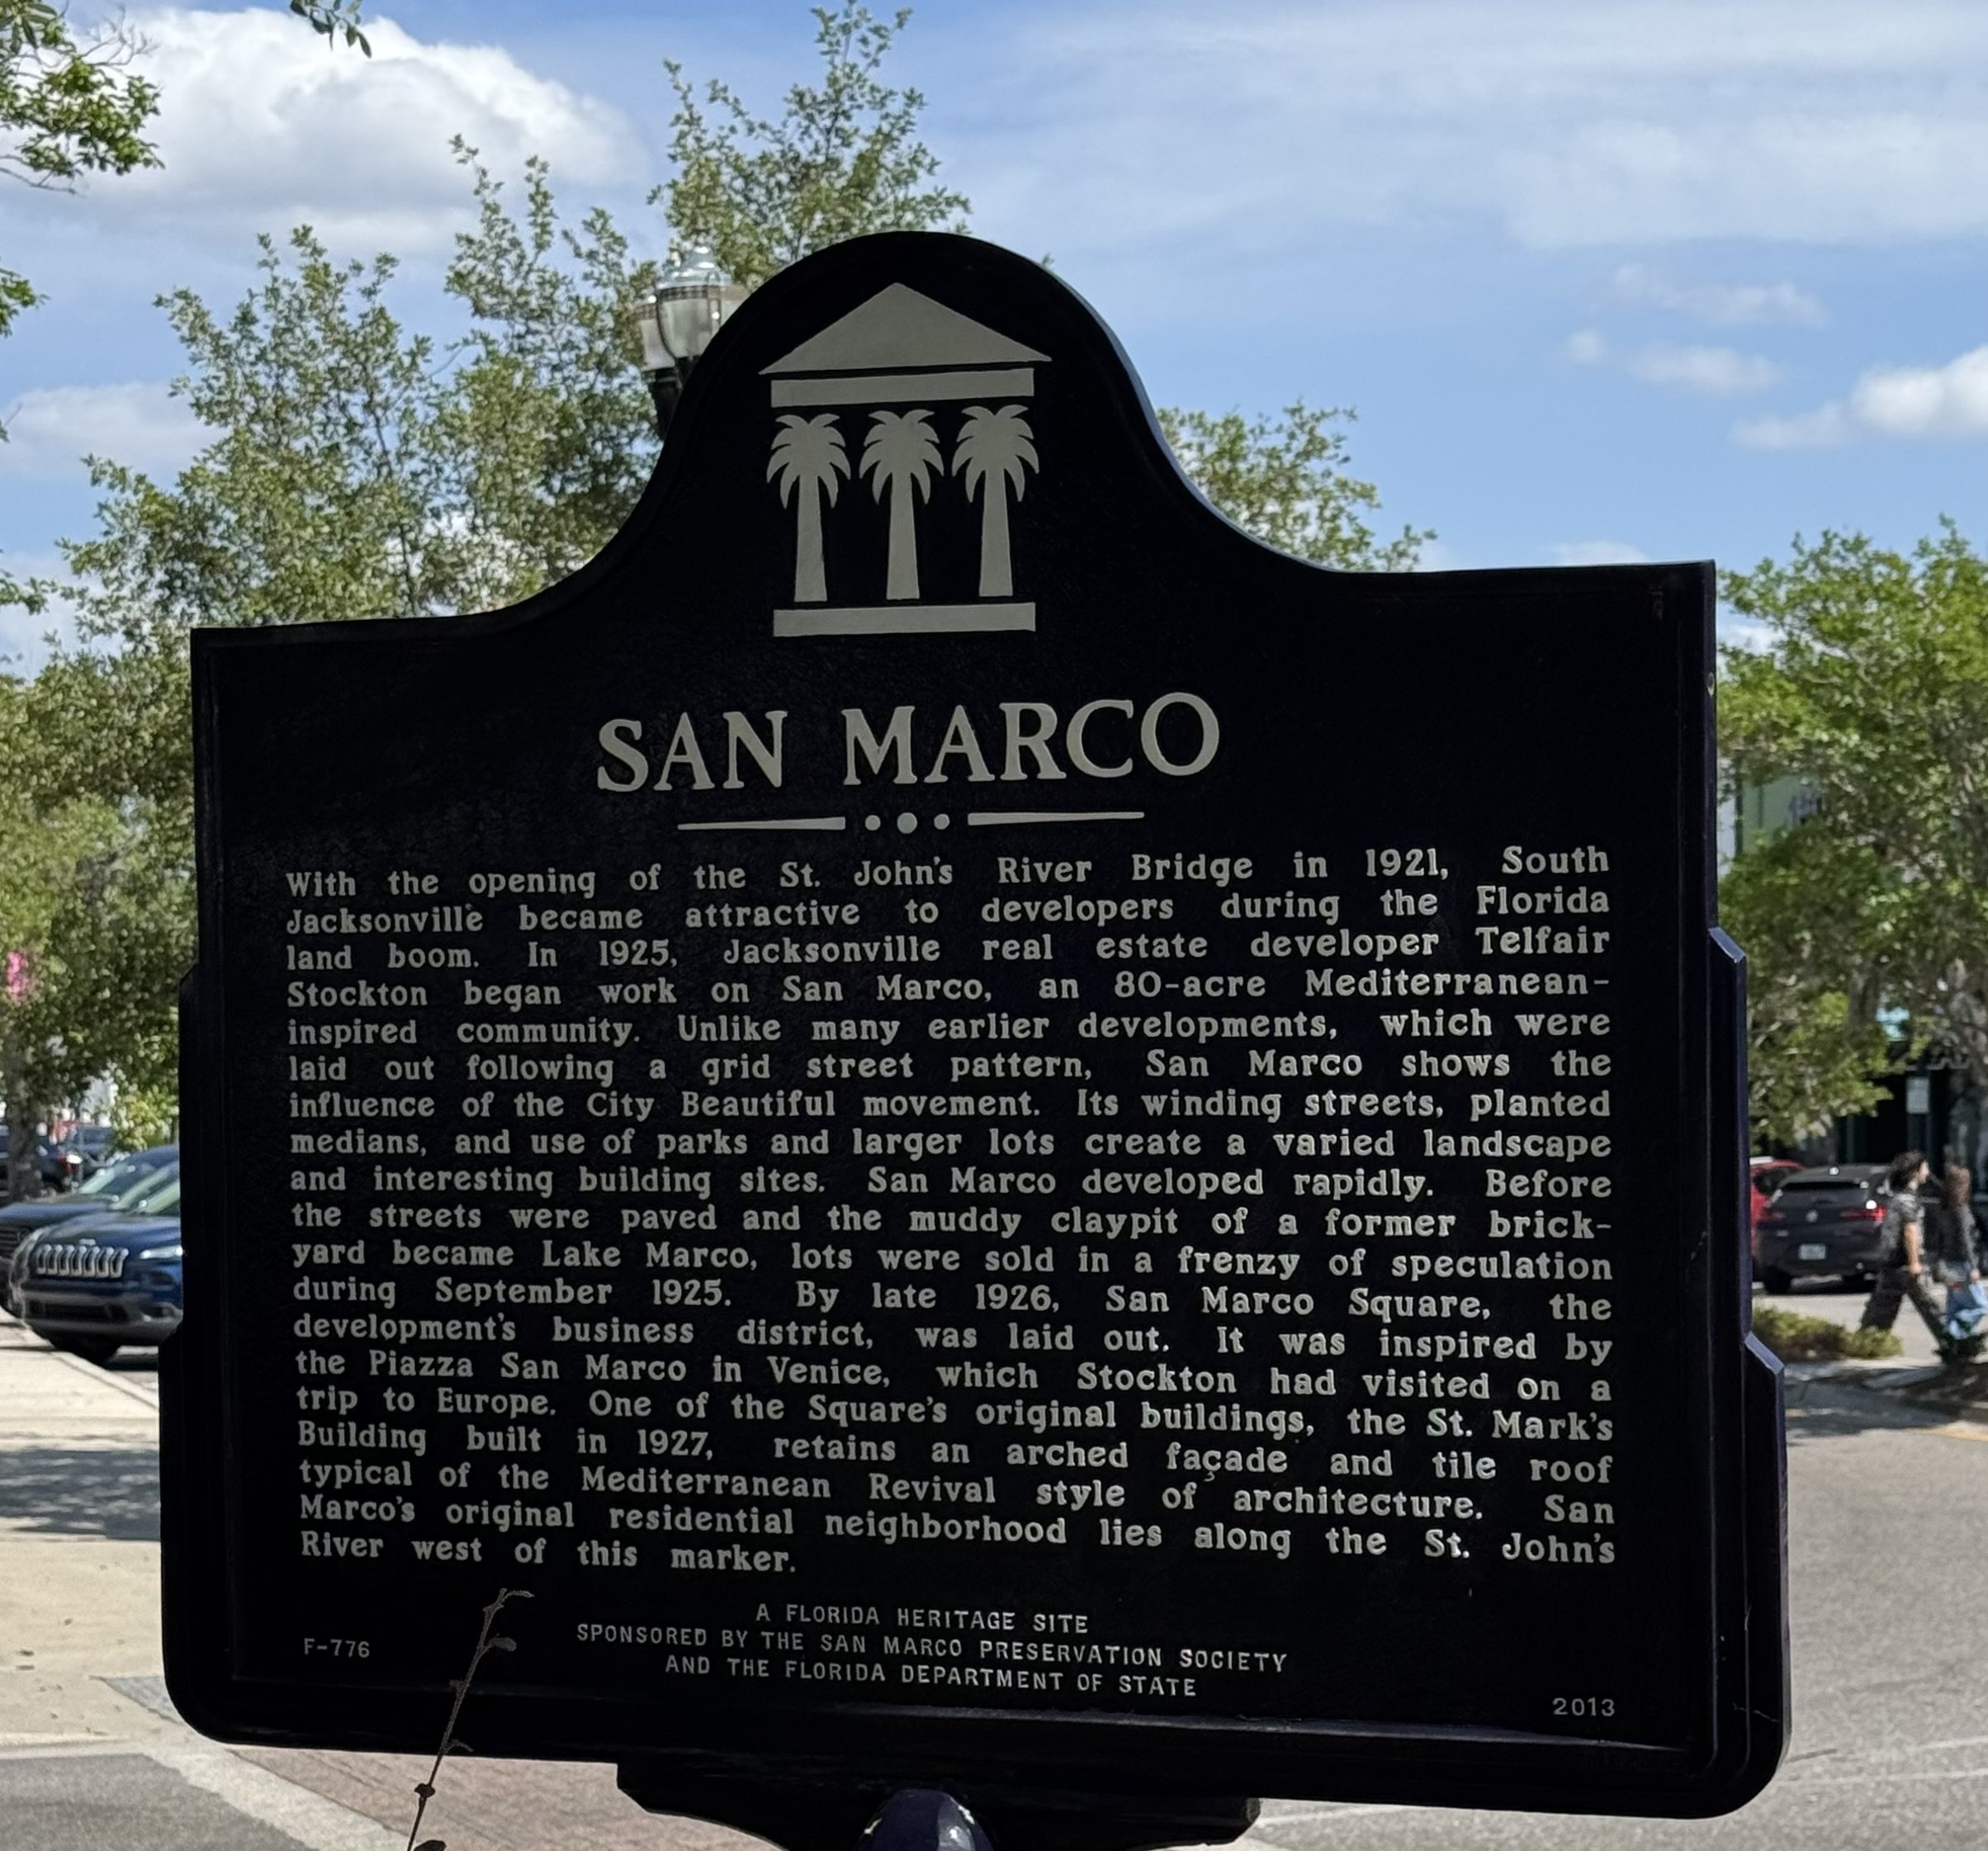 SAN MARCO
With the opening of the St. John's River Bridge in 1921, South
Jacksonville became attractive to developers during the Florida
land boom. In 1925, Jacksonville real estate developer Telfair
Stockton began work on San Marco, an 80-acre Mediterranean-
inspired community. Unlike many earlier developments, which were
laid out following a grid street pattern, San Marco shows the
influence of the City Beautiful movement. Its winding streets, planted
medians, and use of parks and larger lots create a varied landscape
and interesting building sites. San Marco developed rapidly. Before
the streets were paved and the muddy claypit of a former brick-
yard became Lake Marco, lots were sold in a frenzy of speculation
during September 1925. By late 1926, San Marco Square, the
development's business district, was laid out. It was inspired by
the Piazza San Marco in Venice, which Stockton had visited on a
trip to Europe. One of the Square's original buildings, the St. Mark's
Building built in 1927, retains an arched façade and tile roof
typical of the Mediterranean Revival style of architecture. San
Marco's original residential neighborhood lies along the St. John's
River west of this marker.
A FLORIDA HERITAGE SITE
SPONSORED BY THE SAN MARCO PRESERVATION SOCIETY
AND THE FLORIDA DEPARTMENT OF STATE
F-776
2013